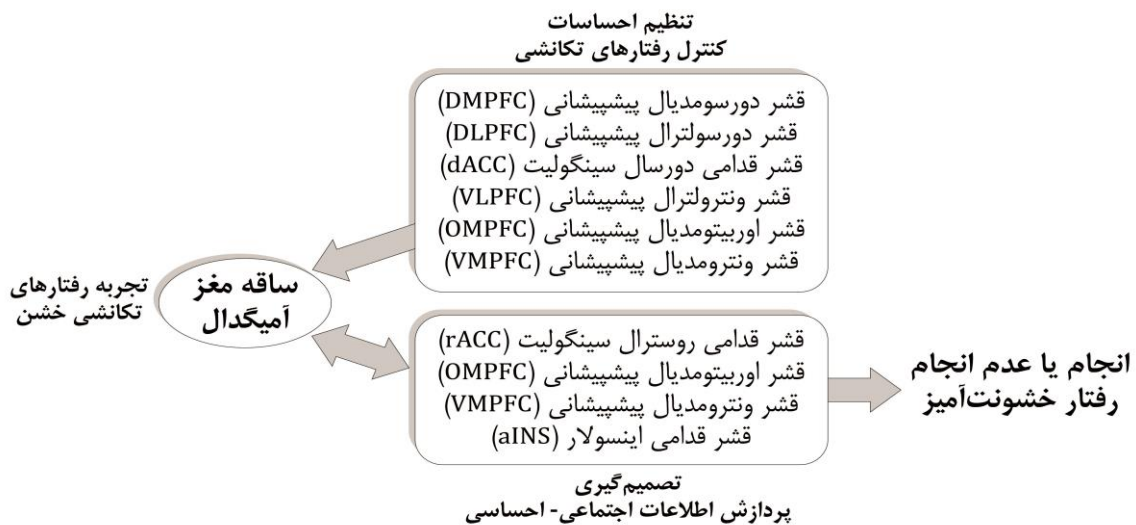 تنظیم احساسات
کنترل رفتارهای تکانشی
قشر دورسومدیال پیشپیشانی (DMPFC)
قشر دورسولترال پیشپیشانی (DLPFC)
قشر قدامی دورسال سینگولیت (dACC)
قشر ونترولترال پیشپیشانی (VLPFC)
قشر اوربیتومدیال پیشپیشانی (OMPFC)
قشر ونترومدیال پیشپیشانی (VMPFC)
ساقه مغز
آمیگدال
تجربه رفتارهای
تکانشی خشن
قشر قدامی روسترال سینگولیت (rACC)
قشر اوربیتومدیال پیشپیشانی (OMPFC)
قشر ونترومدیال پیشپیشانی (VMPFC)
قشر قدامی اینسولار (aINS)
انجام یا عدم انجام
رفتار خشونت‌آمیز
تصمیم‌گیری
پردازش اطلاعات اجتماعی- احساسی